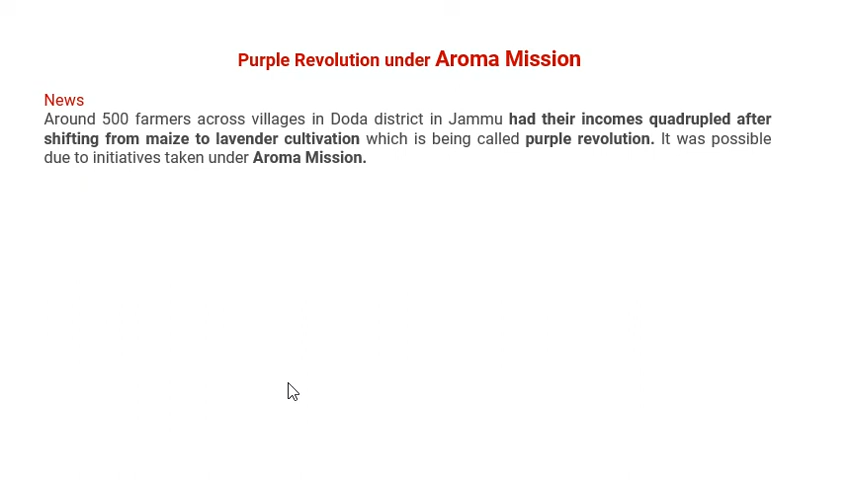 Purple Revolution under Aroma Mission
News
Around 500 farmers across villages in Doda district in Jammu had their incomes quadrupled after
shifting from maize to lavender cultivation which is being called purple revolution. It was possible
due to initiatives taken under Aroma Mission.